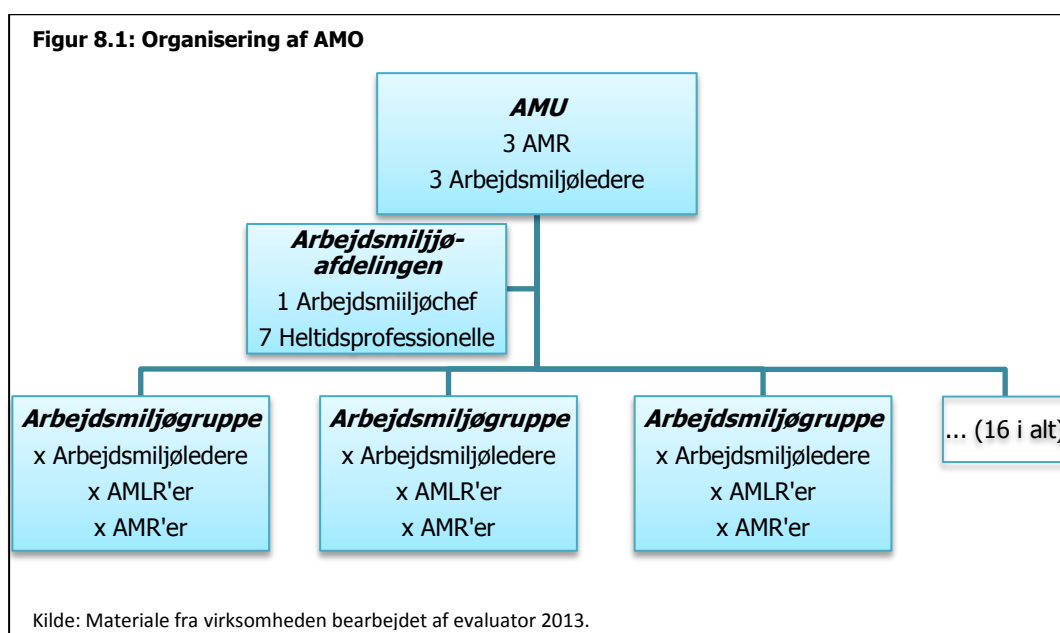 Figur 8.1: Organisering af AMO
AMU
3 AMR
3 Arbejdsmiljøledere
Arbejdsmiljjø-
afdelingen
1 Arbejdsmiiljøchef
7 Heltidsprofessionelle
Arbejdsmiljøgruppe
x Arbejdsmiljøledere
x AMLR'er
x AMR'er
Arbejdsmiljøgruppe
x Arbejdsmiljøledere
x AMLR'er
x AMR'er
Arbejdsmiljøgruppe
x Arbejdsmiljøledere
x AMLR'er
x AMR'er
... (16 i alt)
Kilde: Materiale fra virksomheden bearbejdet af evaluator 2013.